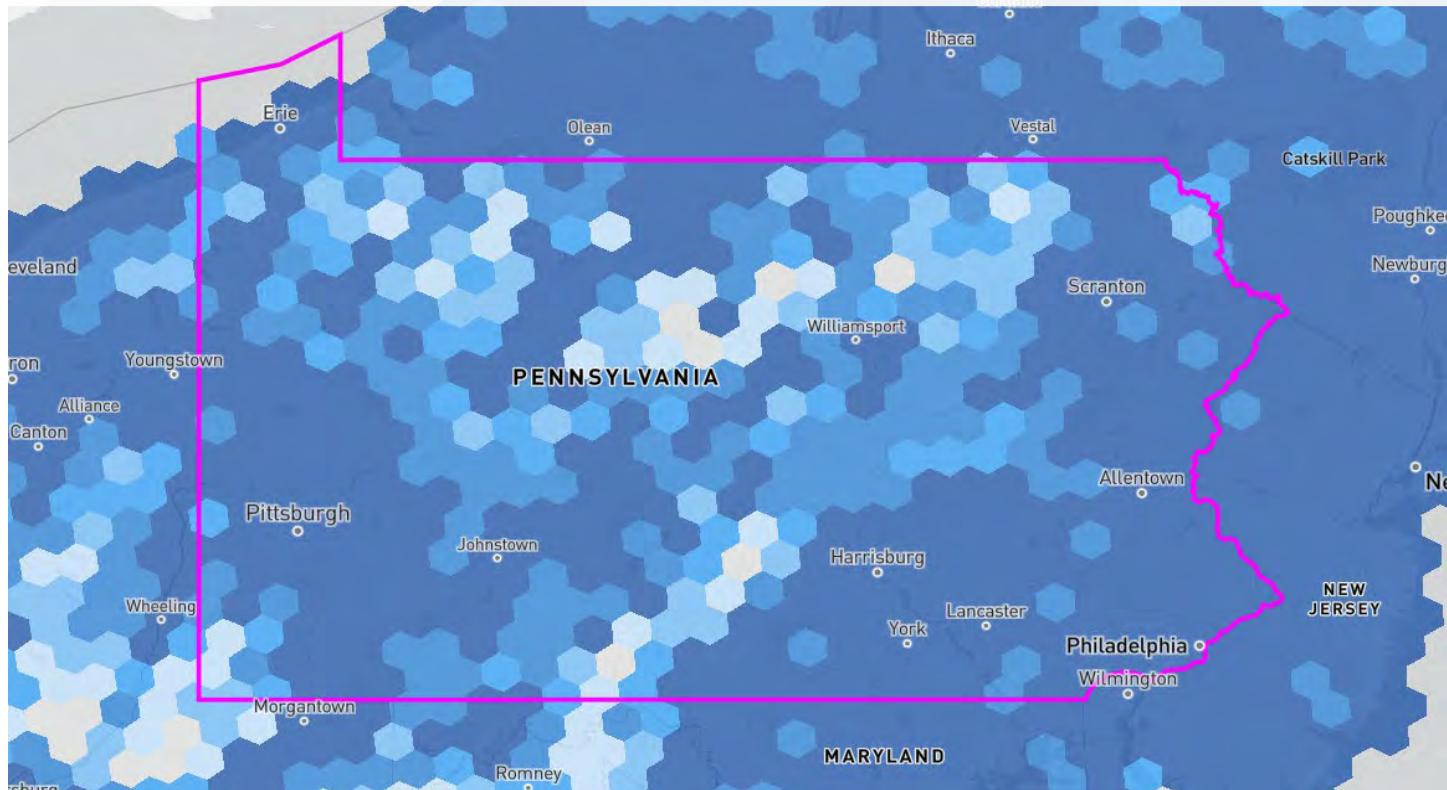 Ithaca
Erie
Olean
Vestal
Catskill Park
Poughkee
eveland
Newburg
Scranton
Williamsport
Youngstown
ron
PENNSYLVANIA
Alliance
Canton
Allentown
Ne
Pittsburgh
Johnstown
Harrisburg
NEW
JERSEY
Wheeling
Lancaster
York
Philadelphia
Wilmington
Morgantown
MARYLAND
Romney